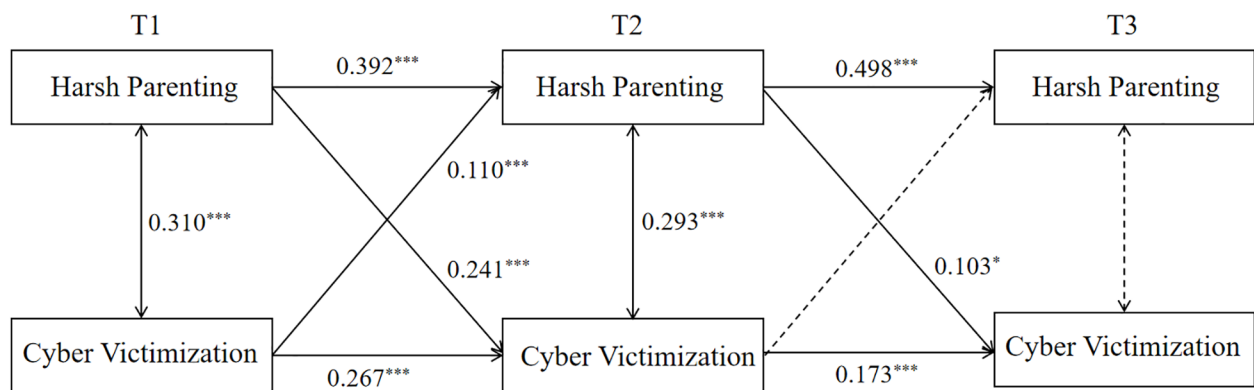 T1 T2 T3
Harsh Parenting 0.392*** Harsh Parenting 0.498*** Harsh Parenting
0.110***
0.310*** 0.293***
0.241*** 0.103*
Cyber Victimization 0.267*** Cyber Victimization 0.173*** Cyber Victimization